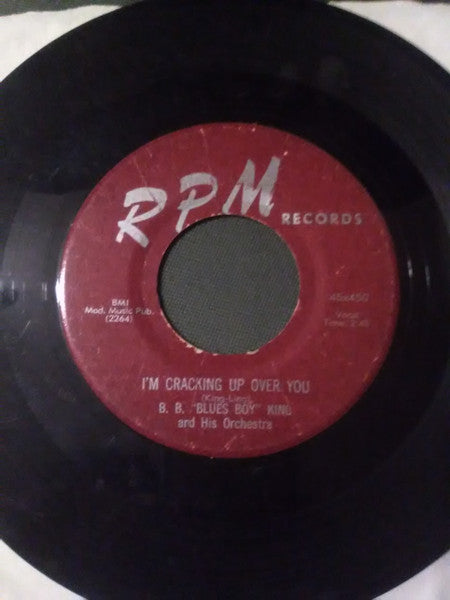 RPM
RECORDS
BMI
Mod. Music Pub.
(2264)
45x450
Vocal
Time: 2:45
I'M CRACKING UP OVER YOU
(King-Ling)
B. B. "BLUES BOY" KING
and His Orchestra